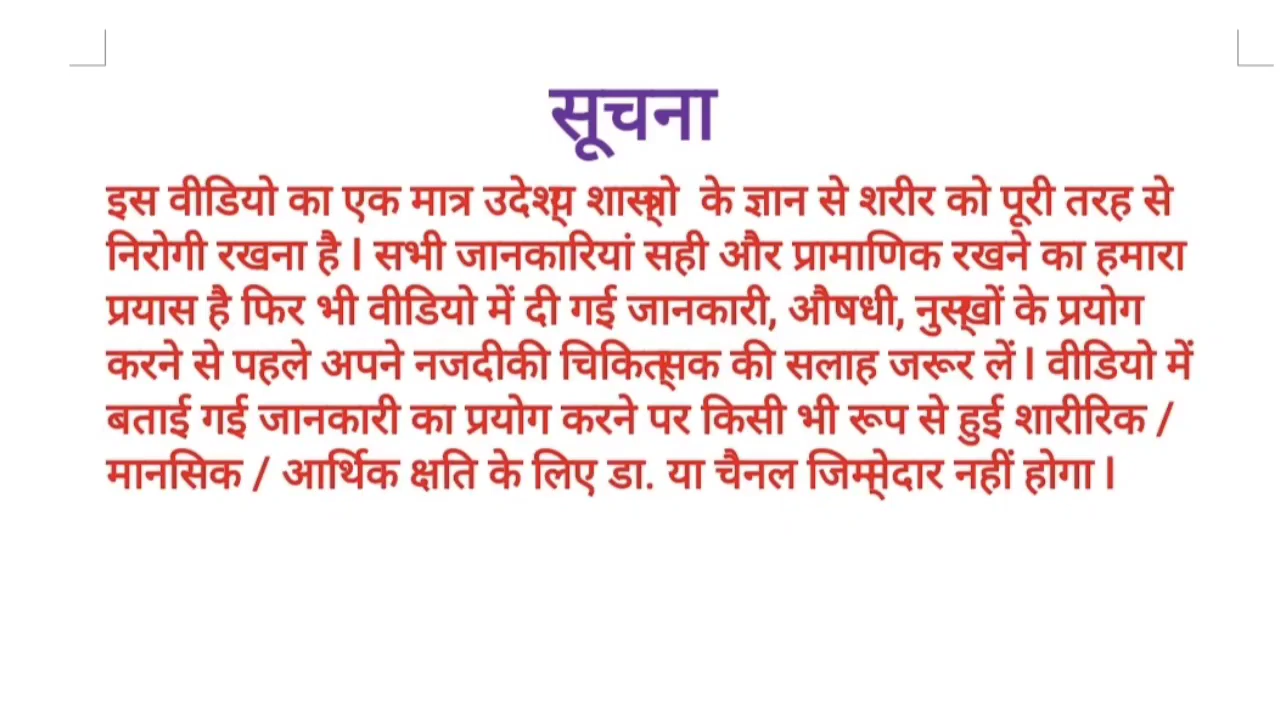 सूचना
इस वीडियो का एक मात्र उदेश्य शास्त्रो के ज्ञान से शरीर को पूरी तरह से
निरोगी रखना है। सभी जानकारियां सही और प्रामाणिक रखने का हमारा
प्रयास है फिर भी वीडियो में दी गई जानकारी, औषधी, नुस्खों के प्रयोग
करने से पहले अपने नजदीकी चिकित्सक की सलाह जरूर लें। वीडियो में
बताई गई जानकारी का प्रयोग करने पर किसी भी रूप से हुई शारीरिक /
मानसिक / आर्थिक क्षति के लिए डा. या चैनल जिम्मेदार नहीं होगा।